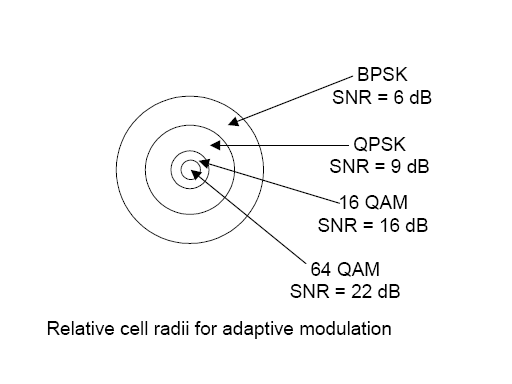 BPSK
SNR = 6 dB
QPSK
SNR = 9 dB
16 QAM
SNR = 16 dB
64 QAM
SNR = 22 dB
Relative cell radii for adaptive modulation